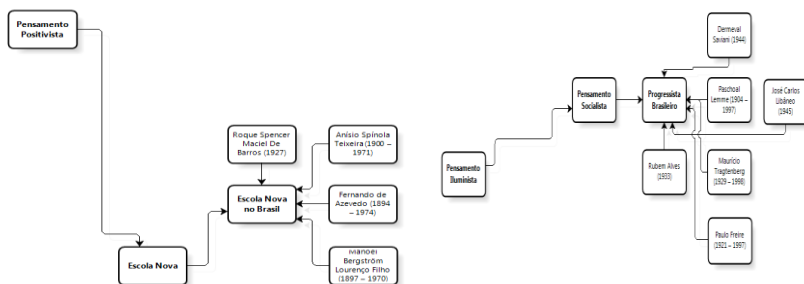 Pensamento
Positivista
Roque Spencer
Maciel De
Barros (1927)
Anísio Spínola
Teixeira (1900 –
1971)
Escola Nova
no Brasil
Fernando de
Azevedo (1894
– 1974)
Escola Nova
Manoel
Bergström
Lourenço Filho
(1897 – 1970)
Dermeval
Saviani (1944)
Pensamento
Socialista
Progressista
Brasileiro
Paschoal
Lemme (1904 –
1997)
José Carlos
Libâneo
(1945)
Pensamento
Iluminista
Rubem Alves
(1933)
Maurício
Tragtenberg
(1929 – 1998)
Paulo Freire
(1921 – 1997)